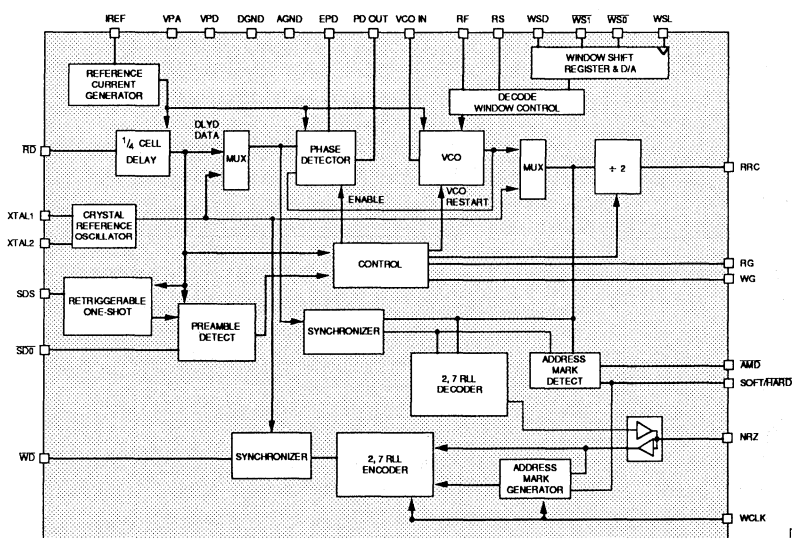 IREF VPA VPD DGND AGND EPD PD OUT VCO IN RF RS WSD WS1 WS0 WSL
REFERENCE
CURRENT
GENERATOR
WINDOW SHIFT
REGISTER & D/A
DECODE
WINDOW CONTROL
RD
1/4 CELL
DELAY
DLYD
DATA
MUX
PHASE
DETECTOR
VCO
MUX
÷ 2
RRC
ENABLE
VCO
RESTART
XTAL1
XTAL2
CRYSTAL
REFERENCE
OSCILLATOR
CONTROL
RG
WG
SDS
RETRIGGERABLE
ONE-SHOT
PREAMBLE
DETECT
SYNCHRONIZER
SDO
2, 7 RLL
DECODER
ADDRESS
MARK
DETECT
AMD
SOFT/HARD
NRZ
WD
SYNCHRONIZER
2, 7 RLL
ENCODER
ADDRESS
MARK
GENERATOR
WCLK